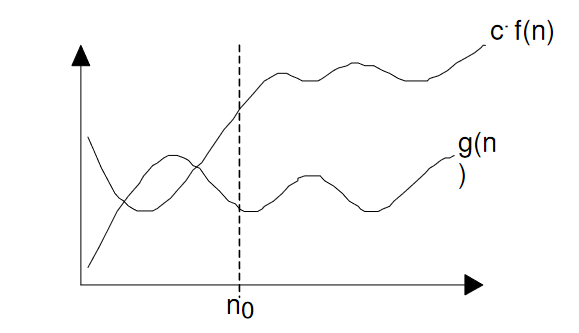 c· f(n)
g(n
)
n0